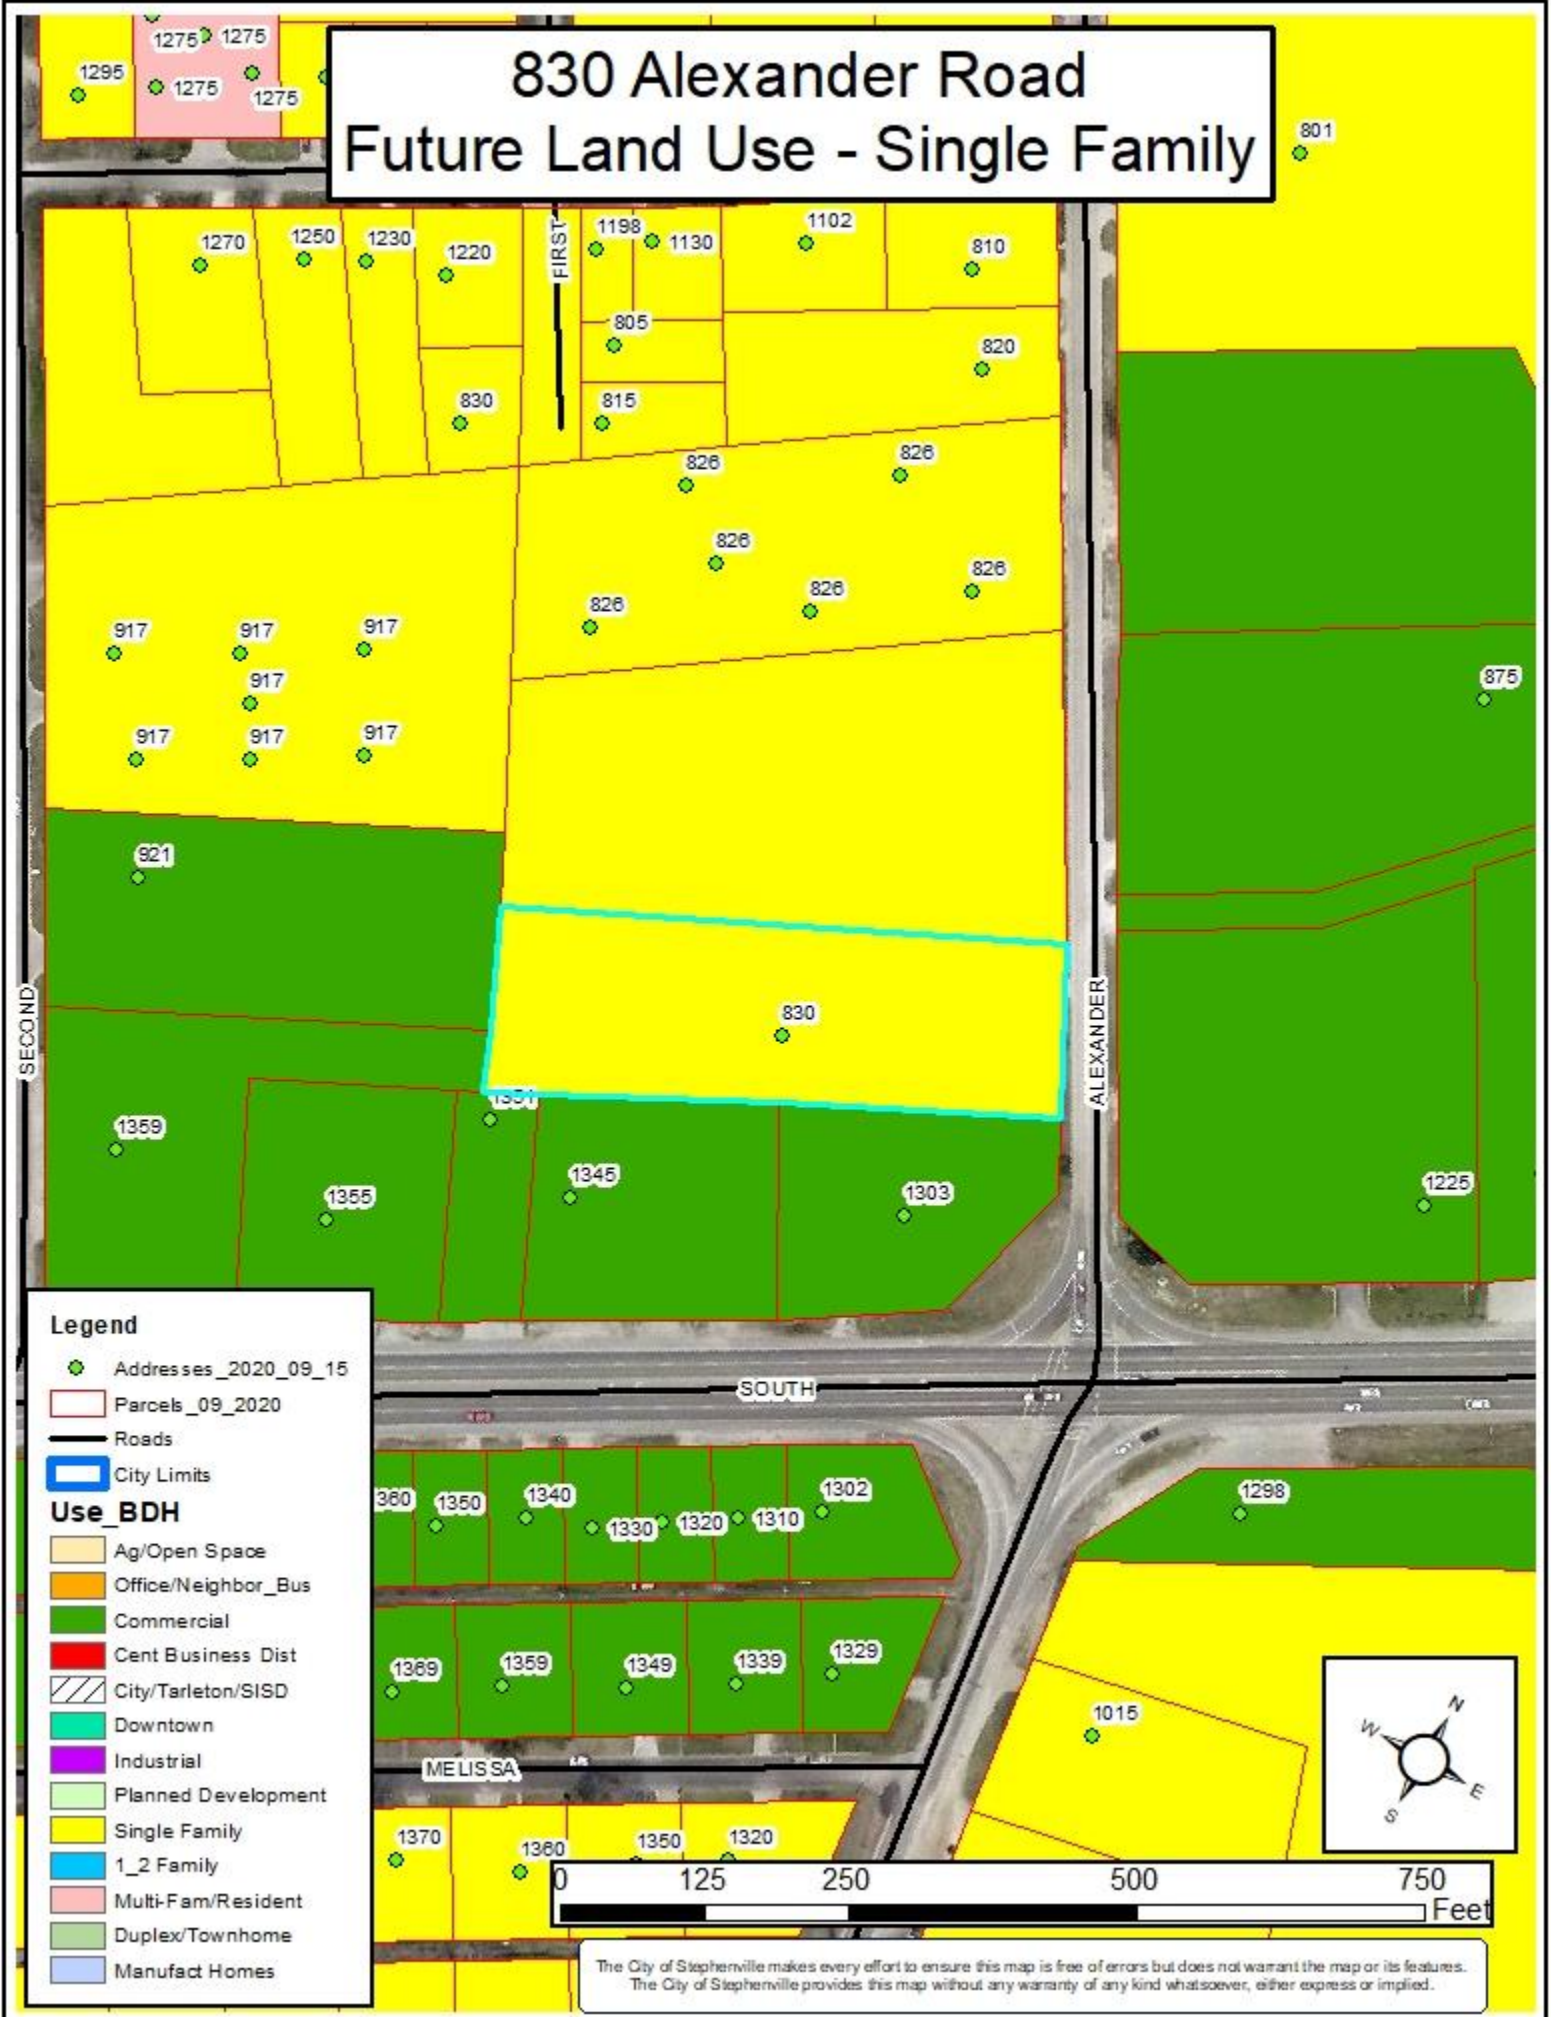 830 Alexander Road
Future Land Use - Single Family
1275 1275
1295
1275
1275
801
1270
1250
1230
1220
FIRST
1198
1130
1102
810
805
820
830
815
826
826
826
826
826
826
917
917
917
917
917
917
917
875
921
SECOND
830
ALEXANDER
1359
1355
1345
1303
1225
SOUTH
360
1350
1340
1330
1320
1310
1302
1298
1369
1359
1349
1339
1329
1015
MELISSA
1370
1360
1350
1320
Legend
Addresses_2020_09_15
Parcels_09_2020
Roads
City Limits
Use_BDH
Ag/Open Space
Office/Neighbor_Bus
Commercial
Cent Business Dist
City/Tarleton/SISD
Downtown
Industrial
Planned Development
Single Family
1_2 Family
Multi-Fam/Resident
Duplex/Townhome
Manufact Homes
N
W
E
S
0 125 250 500 750
Feet
The City of Stephenville makes every effort to ensure this map is free of errors but does not warrant the map or its features.
The City of Stephenville provides this map without any warranty of any kind whatsoever, either express or implied.